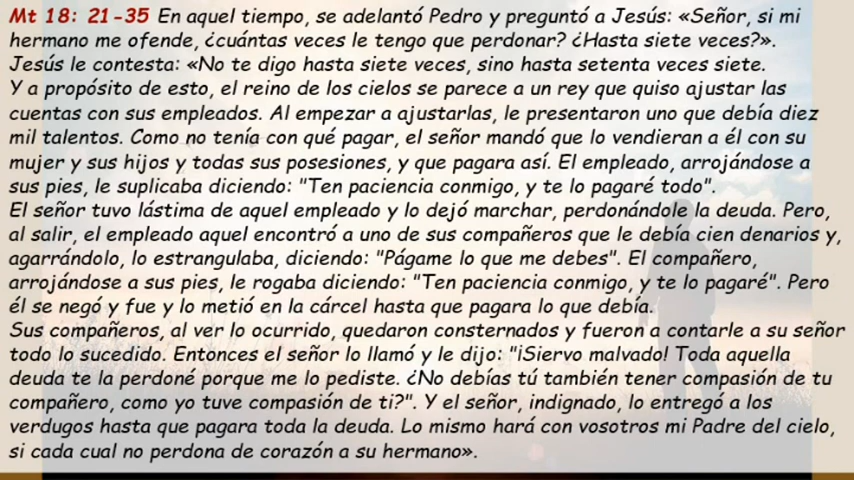 Mt 18: 21-35 En aquel tiempo, se adelantó Pedro y preguntó a Jesús: «Señor, si mi
hermano me ofende, ¿cuántas veces le tengo que perdonar? ¿Hasta siete veces?».
Jesús le contesta: «No te digo hasta siete veces, sino hasta setenta veces siete.
Y a propósito de esto, el reino de los cielos se parece a un rey que quiso ajustar las
cuentas con sus empleados. Al empezar a ajustarlas, le presentaron uno que debía diez
mil talentos. Como no tenía con qué pagar, el señor mandó que lo vendieran a él con su
mujer y sus hijos y todas sus posesiones, y que pagara así. El empleado, arrojándose a
sus pies, le suplicaba diciendo: "Ten paciencia conmigo, y te lo pagaré todo".
El señor tuvo lástima de aquel empleado y lo dejó marchar, perdonándole la deuda. Pero,
al salir, el empleado aquel encontró a uno de sus compañeros que le debía cien denarios y,
agarrándolo, lo estrangulaba, diciendo: "Págame lo que me debes". El compañero,
arrojándose a sus pies, le rogaba diciendo: "Ten paciencia conmigo, y te lo pagaré". Pero
él se negó y fue y lo metió en la cárcel hasta que pagara lo que debía.
Sus compañeros, al ver lo ocurrido, quedaron consternados y fueron a contarle a su señor
todo lo sucedido. Entonces el señor lo llamó y le dijo: "¡Siervo malvado! Toda aquella
deuda te la perdoné porque me lo pediste. ¿No debías tú también tener compasión de tu
compañero, como yo tuve compasión de ti?". Y el señor, indignado, lo entregó a los
verdugos hasta que pagara toda la deuda. Lo mismo hará con vosotros mi Padre del cielo,
si cada cual no perdona de corazón a su hermano».